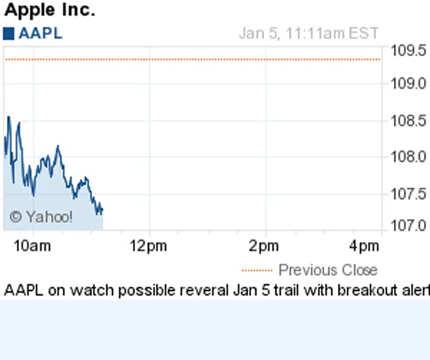 Apple Inc.
AAPL Jan 5, 11:11am EST
109.5
109.0
108.5
108.0
107.5
© Yahoo!
107.0
10am 12pm 2pm 4pm
Previous Close
AAPL on watch possible reveral Jan 5 trail with breakout alert